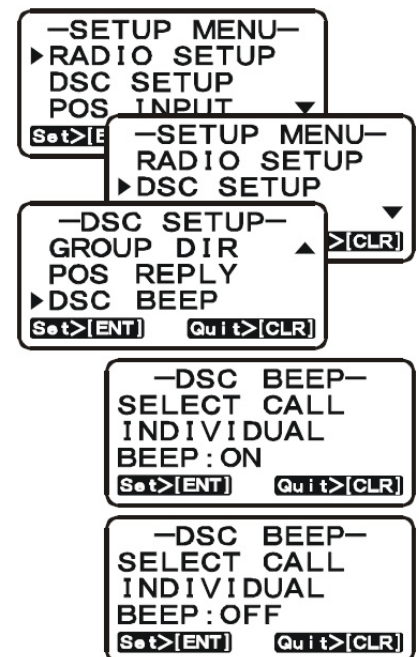 —SETUP MENU—
▶RADIO SETUP
DSC SETUP
POS INPUT ▼
Set>[E
—SETUP MENU—
RADIO SETUP
▶DSC SETUP
▼
>[CLR]
—DSC SETUP—
GROUP DIR ▲
POS REPLY
▶DSC BEEP
Set>[ENT] Quit>[CLR]
—DSC BEEP—
SELECT CALL
INDIVIDUAL
BEEP:ON
Set>[ENT] Quit>[CLR]
—DSC BEEP—
SELECT CALL
INDIVIDUAL
BEEP:OFF
Set>[ENT] Quit>[CLR]